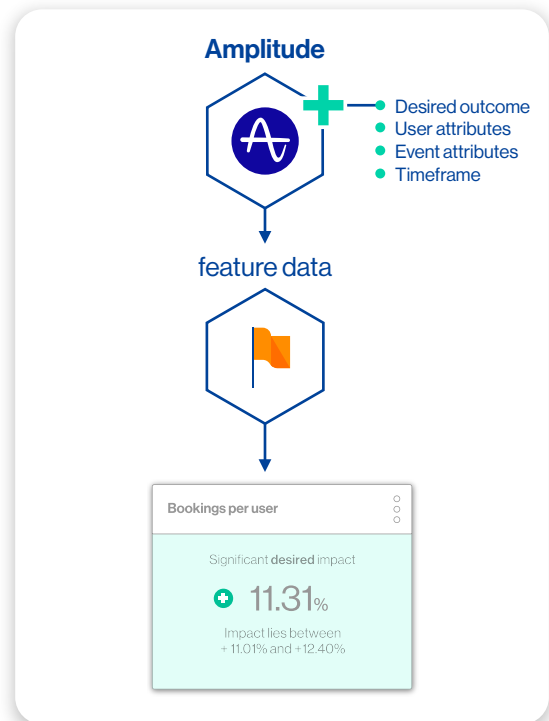 Amplitude
Desired outcome
User attributes
Event attributes
Timeframe
feature data
Bookings per user
Significant desired impact
11.31%
Impact lies between
+ 11.01% and +12.40%